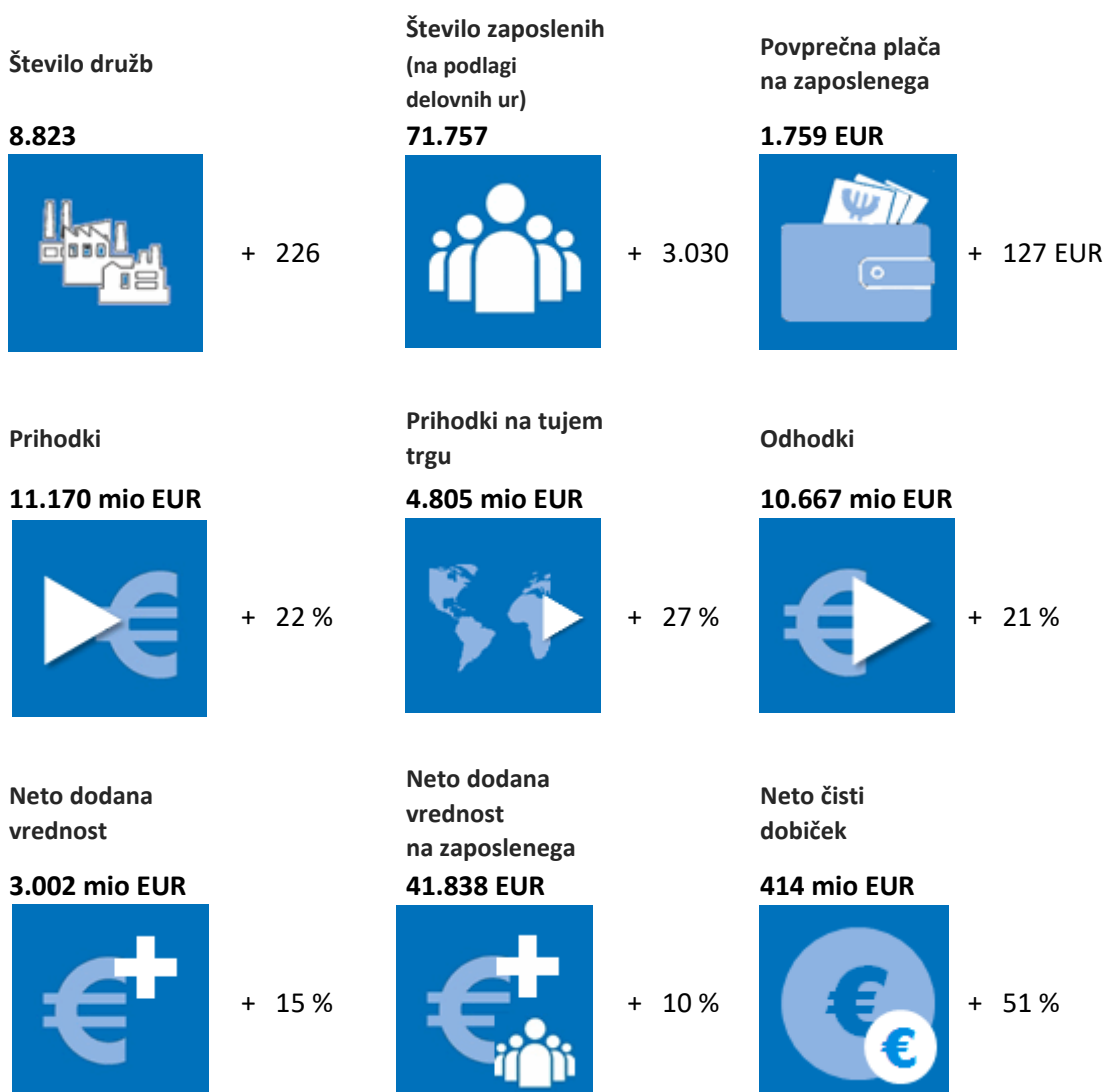 Število družb
8.823
+ 226
Število zaposlenih
(na podlagi
delovnih ur)
71.757
+ 3.030
Povprečna plača
na zaposlenega
1.759 EUR
+ 127 EUR
Prihodki
11.170 mio EUR
+ 22 %
Prihodki na tujem
trgu
4.805 mio EUR
+ 27 %
Odhodki
10.667 mio EUR
+ 21 %
Neto dodana
vrednost
3.002 mio EUR
+ 15 %
Neto dodana
vrednost
na zaposlenega
41.838 EUR
+ 10 %
Neto čisti
dobiček
414 mio EUR
+ 51 %